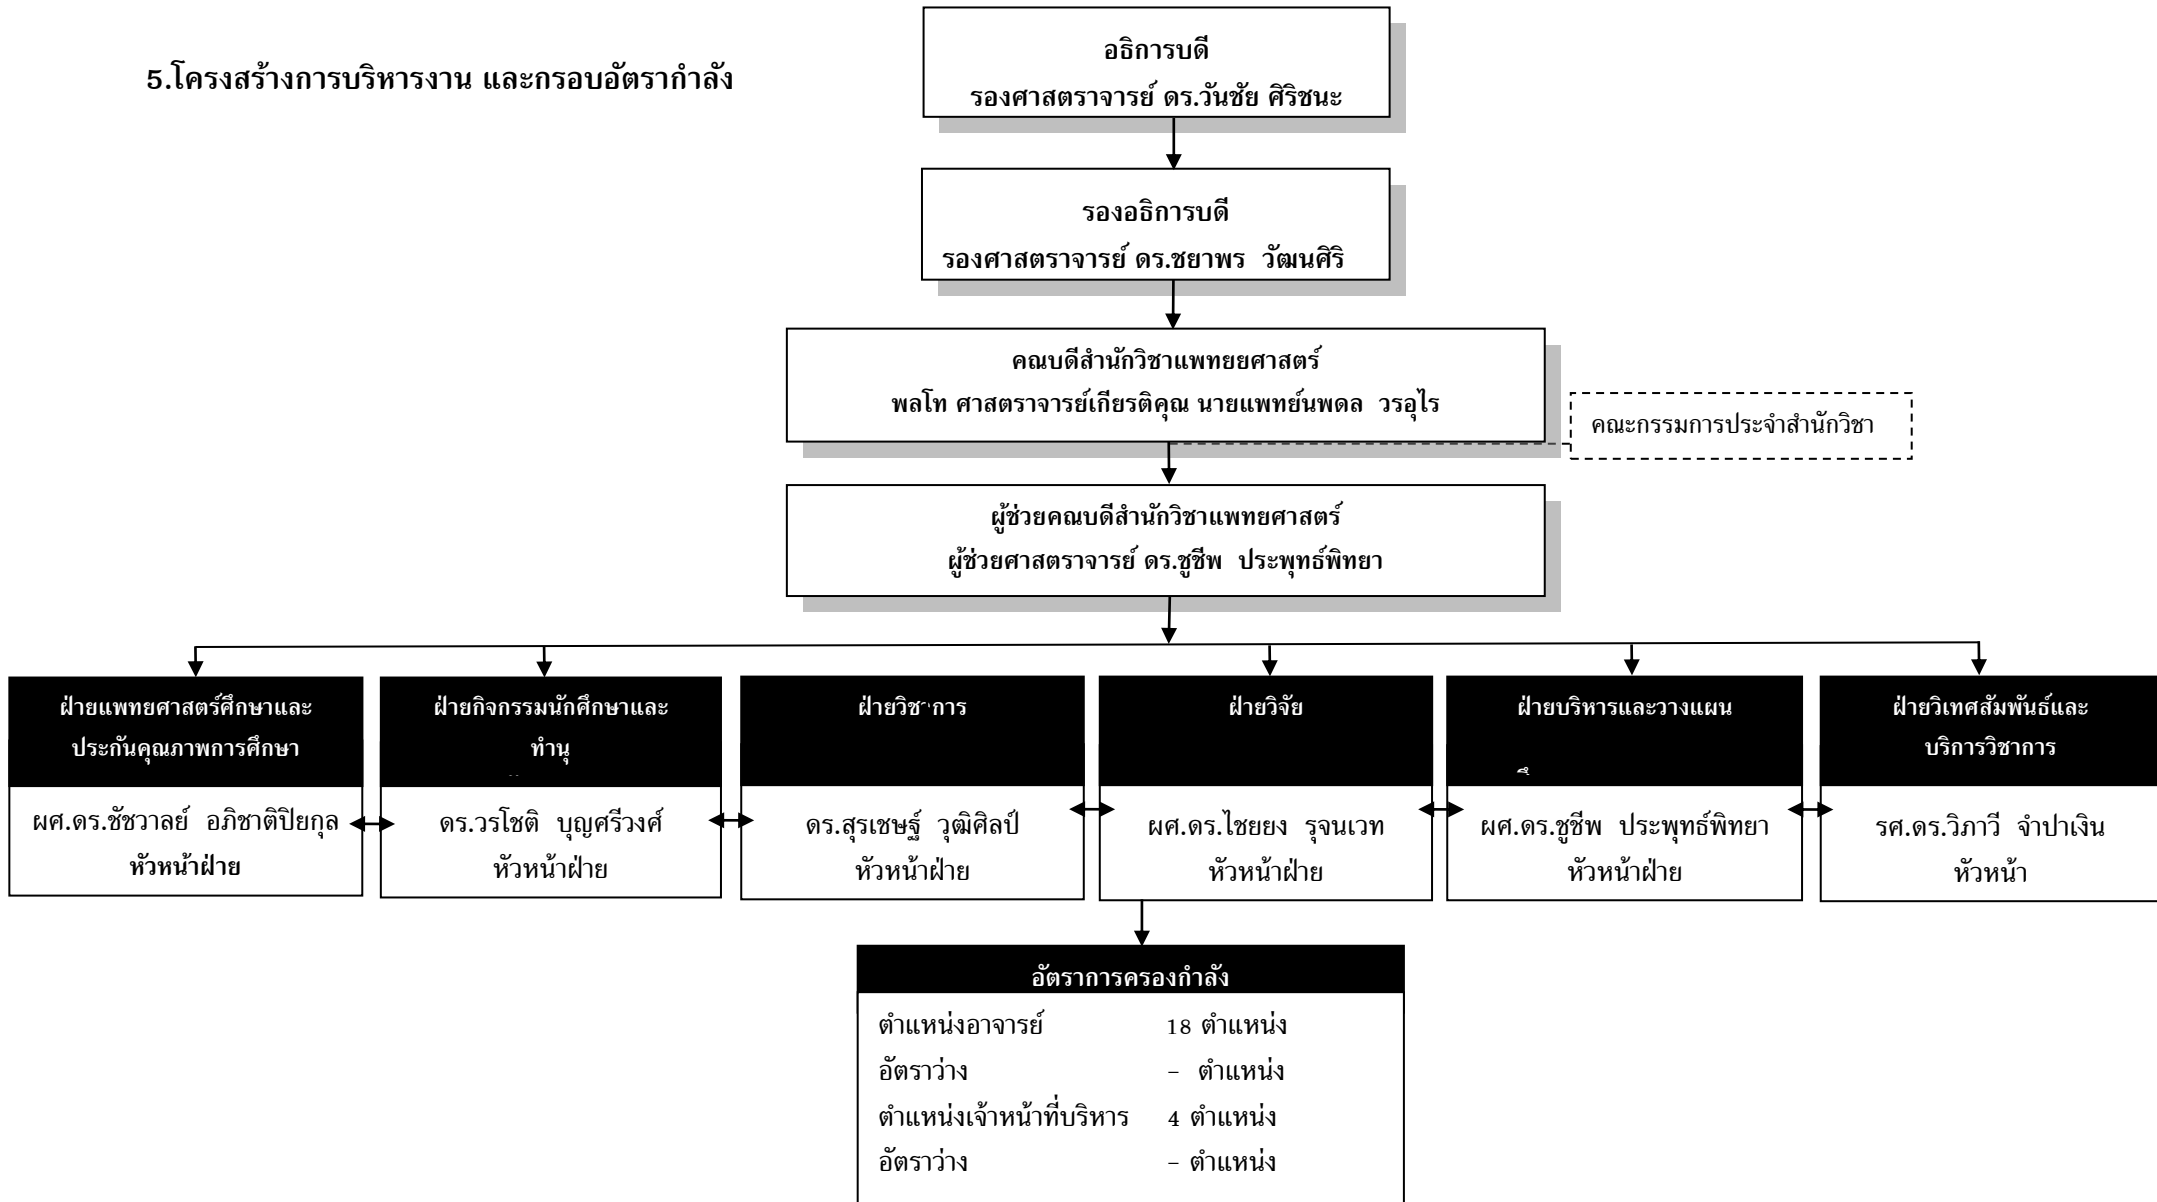 5.โครงสร้างการบริหารงาน และกรอบอัตรากำลัง
อธิการบดี
รองศาสตราจารย์ ดร.วันชัย ศิริชนะ
รองอธิการบดี
รองศาสตราจารย์ ดร.ชยาพร วัฒนศิริ
คณบดีสำนักวิชาแพทยยศาสตร์
พลโท ศาสตราจารย์เกียรติคุณ นายแพทย์นพดล วรอุไร
คณะกรรมการประจำสำนักวิชา
ผู้ช่วยคณบดีสำนักวิชาแพทยศาสตร์
ผู้ช่วยศาสตราจารย์ ดร.ชูชีพ ประพุทธ์พิทยา
ฝ่ายแพทยศาสตร์ศึกษาและ
ประกันคุณภาพการศึกษา
ผศ.ดร.ชัชวาลย์ อภิชาติปิยกุล
หัวหน้าฝ่าย
ฝ่ายกิจกรรมนักศึกษาและ
ทำนุ
ดร.วรโชติ บุญศรีวงศ์
หัวหน้าฝ่าย
ฝ่ายวิชาการ
ดร.สุรเชษฐ์ วุฒิศิลป์
หัวหน้าฝ่าย
ฝ่ายวิจัย
ผศ.ดร.ไชยยง รุจนเวท
หัวหน้าฝ่าย
ฝ่ายบริหารและวางแผน
ผศ.ดร.ชูชีพ ประพุทธ์พิทยา
หัวหน้าฝ่าย
ฝ่ายวิเทศสัมพันธ์และ
บริการวิชาการ
รศ.ดร.วิภาวี จำปาเงิน
หัวหน้า
อัตราการครองกำลัง
ตำแหน่งอาจารย์ 18 ตำแหน่ง
อัตราว่าง - ตำแหน่ง
ตำแหน่งเจ้าหน้าที่บริหาร 4 ตำแหน่ง
อัตราว่าง - ตำแหน่ง